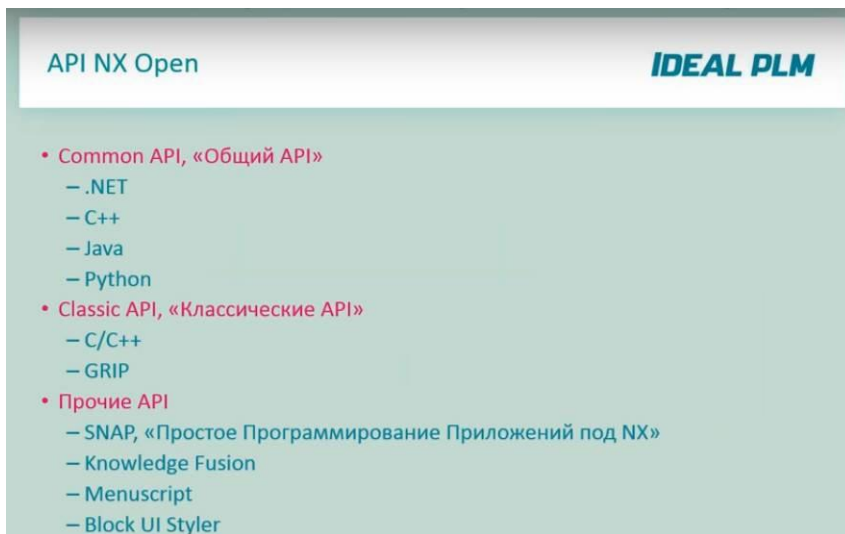 API NX Open
IDEAL PLM
• Common API, «Общий API»
– .NET
– C++
– Java
– Python
• Classic API, «Классические API»
– C/C++
– GRIP
• Прочие API
– SNAP, «Простое Программирование Приложений под NX»
– Knowledge Fusion
– Menuscript
– Block UI Styler